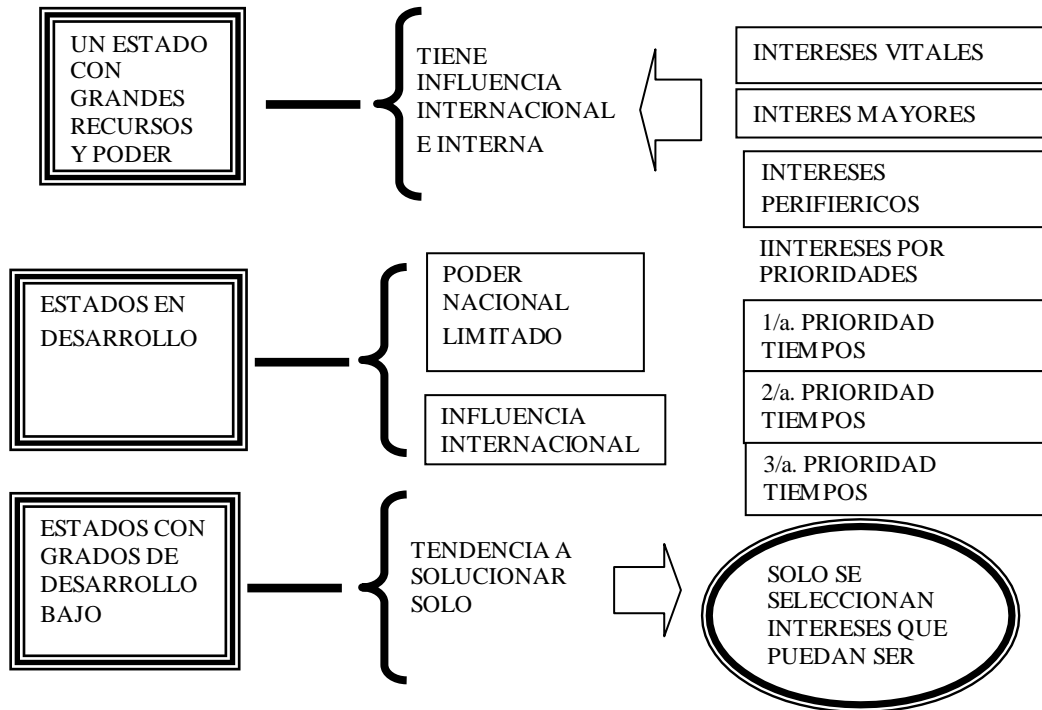 UN ESTADO
CON
GRANDES
RECURSOS
Y PODER
TIENE
INFLUENCIA
INTERNACIONAL
E INTERNA
INTERESES VITALES
INTERES MAYORES
INTERESES
PERIFIERICOS
IINTERESES POR
PRIORIDADES
ESTADOS EN
DESARROLLO
PODER
NACIONAL
LIMITADO
INFLUENCIA
INTERNACIONAL
1/a. PRIORIDAD
TIEMPOS
2/a. PRIORIDAD
TIEMPOS
3/a. PRIORIDAD
TIEMPOS
ESTADOS CON
GRADOS DE
DESARROLLO
BAJO
TENDENCIA A
SOLUCIONAR
SOLO
SOLO SE
SELECCIONAN
INTERESES QUE
PUEDAN SER